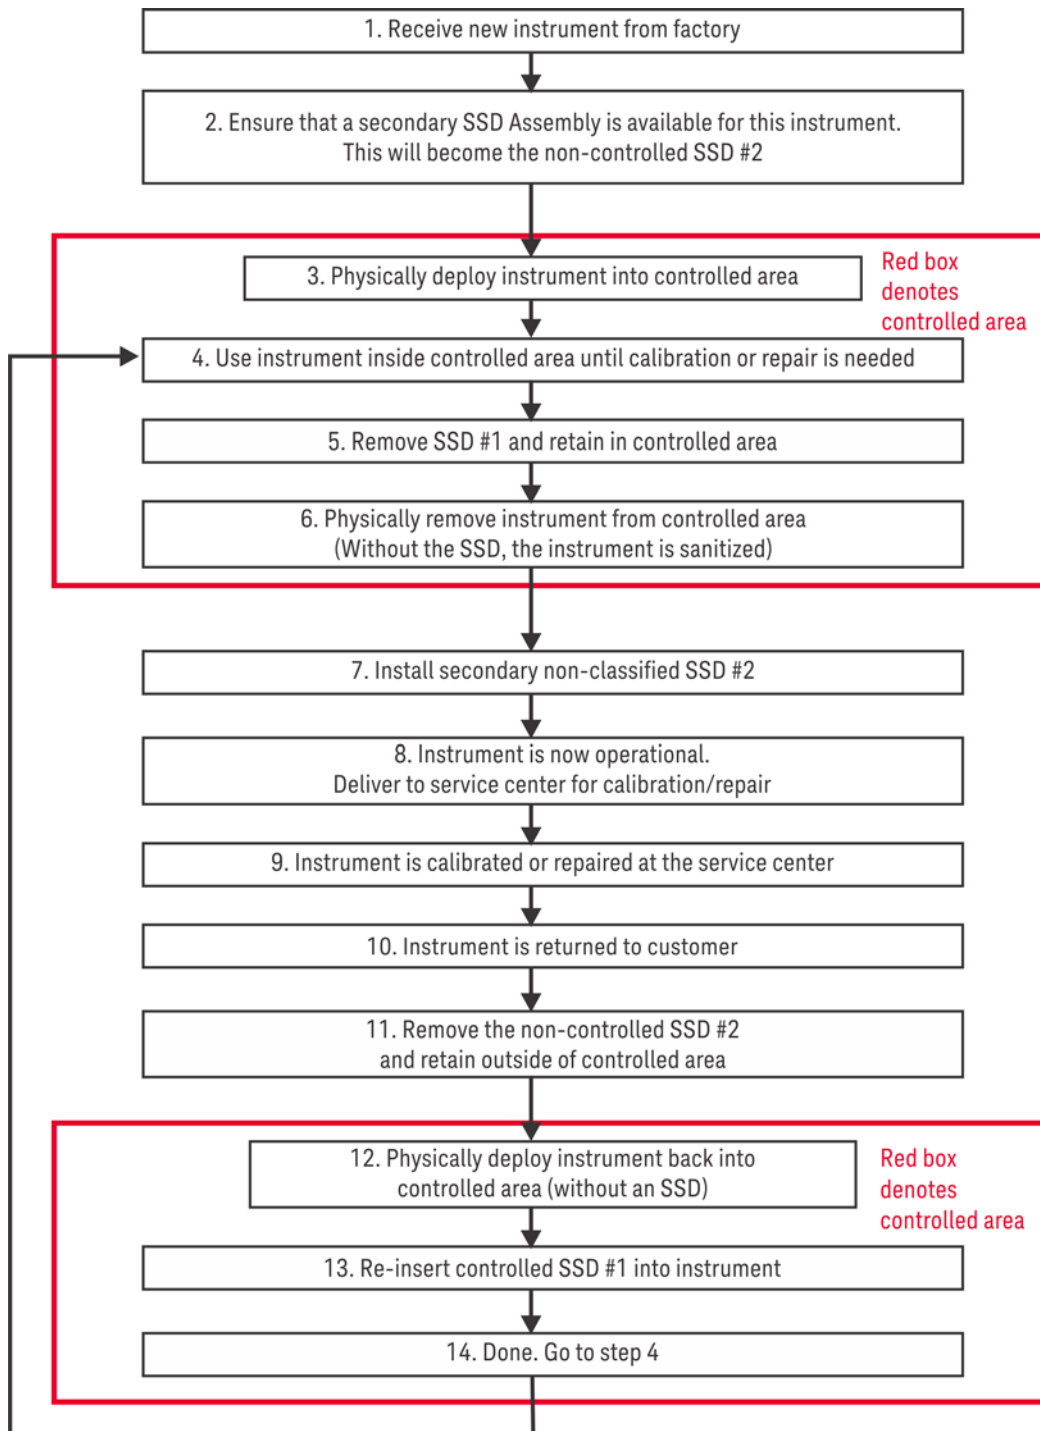 1. Receive new instrument from factory
2. Ensure that a secondary SSD Assembly is available for this instrument.
This will become the non-controlled SSD #2
Red box
denotes
controlled area
3. Physically deploy instrument into controlled area
4. Use instrument inside controlled area until calibration or repair is needed
5. Remove SSD #1 and retain in controlled area
6. Physically remove instrument from controlled area
(Without the SSD, the instrument is sanitized)
7. Install secondary non-classified SSD #2
8. Instrument is now operational.
Deliver to service center for calibration/repair
9. Instrument is calibrated or repaired at the service center
10. Instrument is returned to customer
11. Remove the non-controlled SSD #2
and retain outside of controlled area
12. Physically deploy instrument back into
controlled area (without an SSD)
Red box
denotes
controlled area
13. Re-insert controlled SSD #1 into instrument
14. Done. Go to step 4